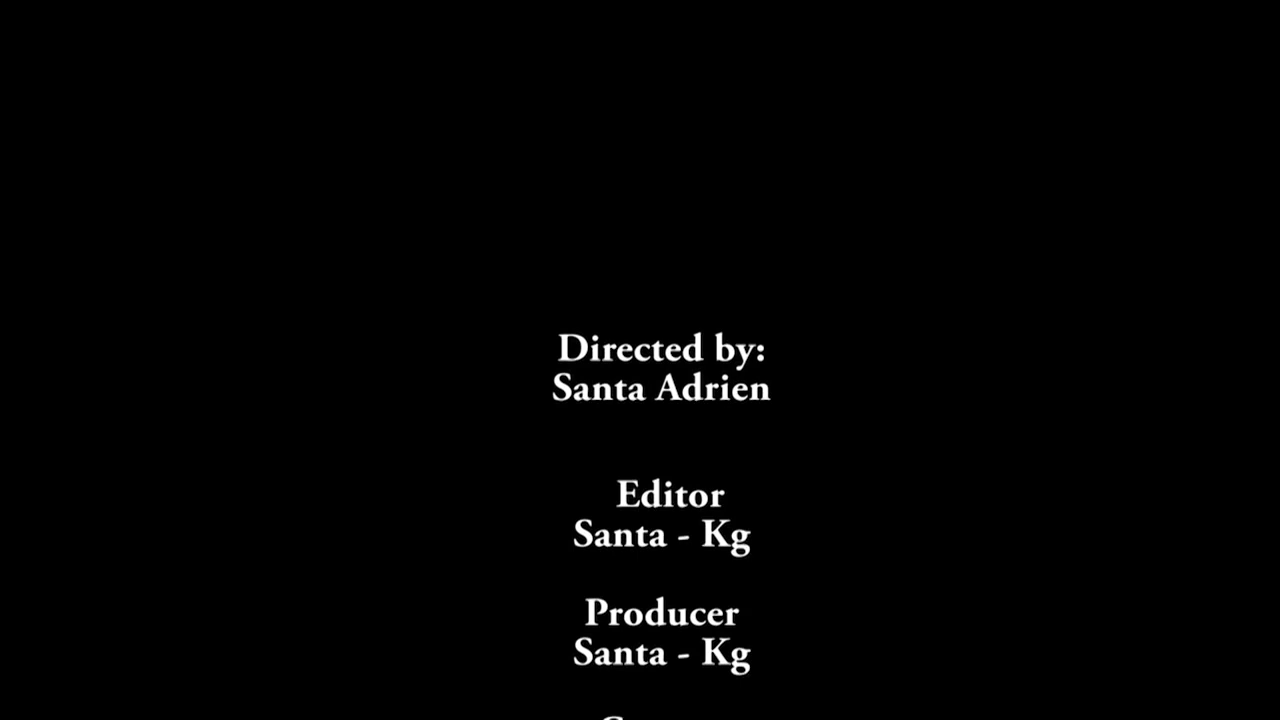 Directed by:
Santa Adrien
Editor
Santa - Kg
Producer
Santa - Kg